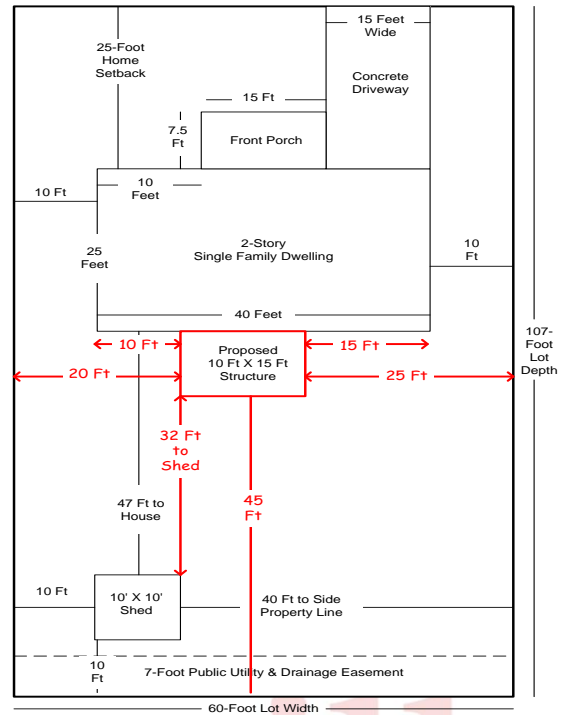 15 Feet
Wide
25-Foot
Home
Setback
Concrete
Driveway
15 Ft
7.5
Ft
Front Porch
10 Ft
10
Feet
25
Feet
2-Story
Single Family Dwelling
10
Ft
40 Feet
107-
Foot
Lot
Depth
10 Ft
Proposed
10 Ft X 15 Ft
Structure
15 Ft
20 Ft
25 Ft
32 Ft
to
Shed
47 Ft to
House
45
Ft
10 Ft
10' X 10'
Shed
40 Ft to Side
Property Line
10
Ft
7-Foot Public Utility & Drainage Easement
60-Foot Lot Width